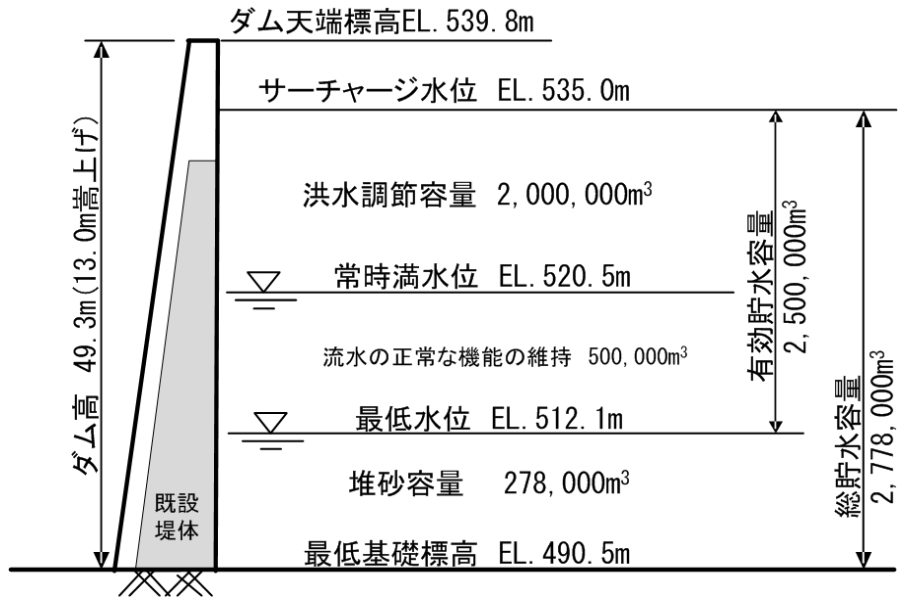 ダム天端標高EL.539.8m
サーチャージ水位 EL.535.0m
洪水調節容量 2,000,000m³
常時満水位 EL.520.5m
流水の正常な機能の維持 500,000m³
最低水位 EL.512.1m
堆砂容量 278,000m³
最低基礎標高 EL.490.5m
ダム高 49.3m(13.0m嵩上げ)
既設
堤体
有効貯水容量
2,500,000m³
総貯水容量
2,778,000m³